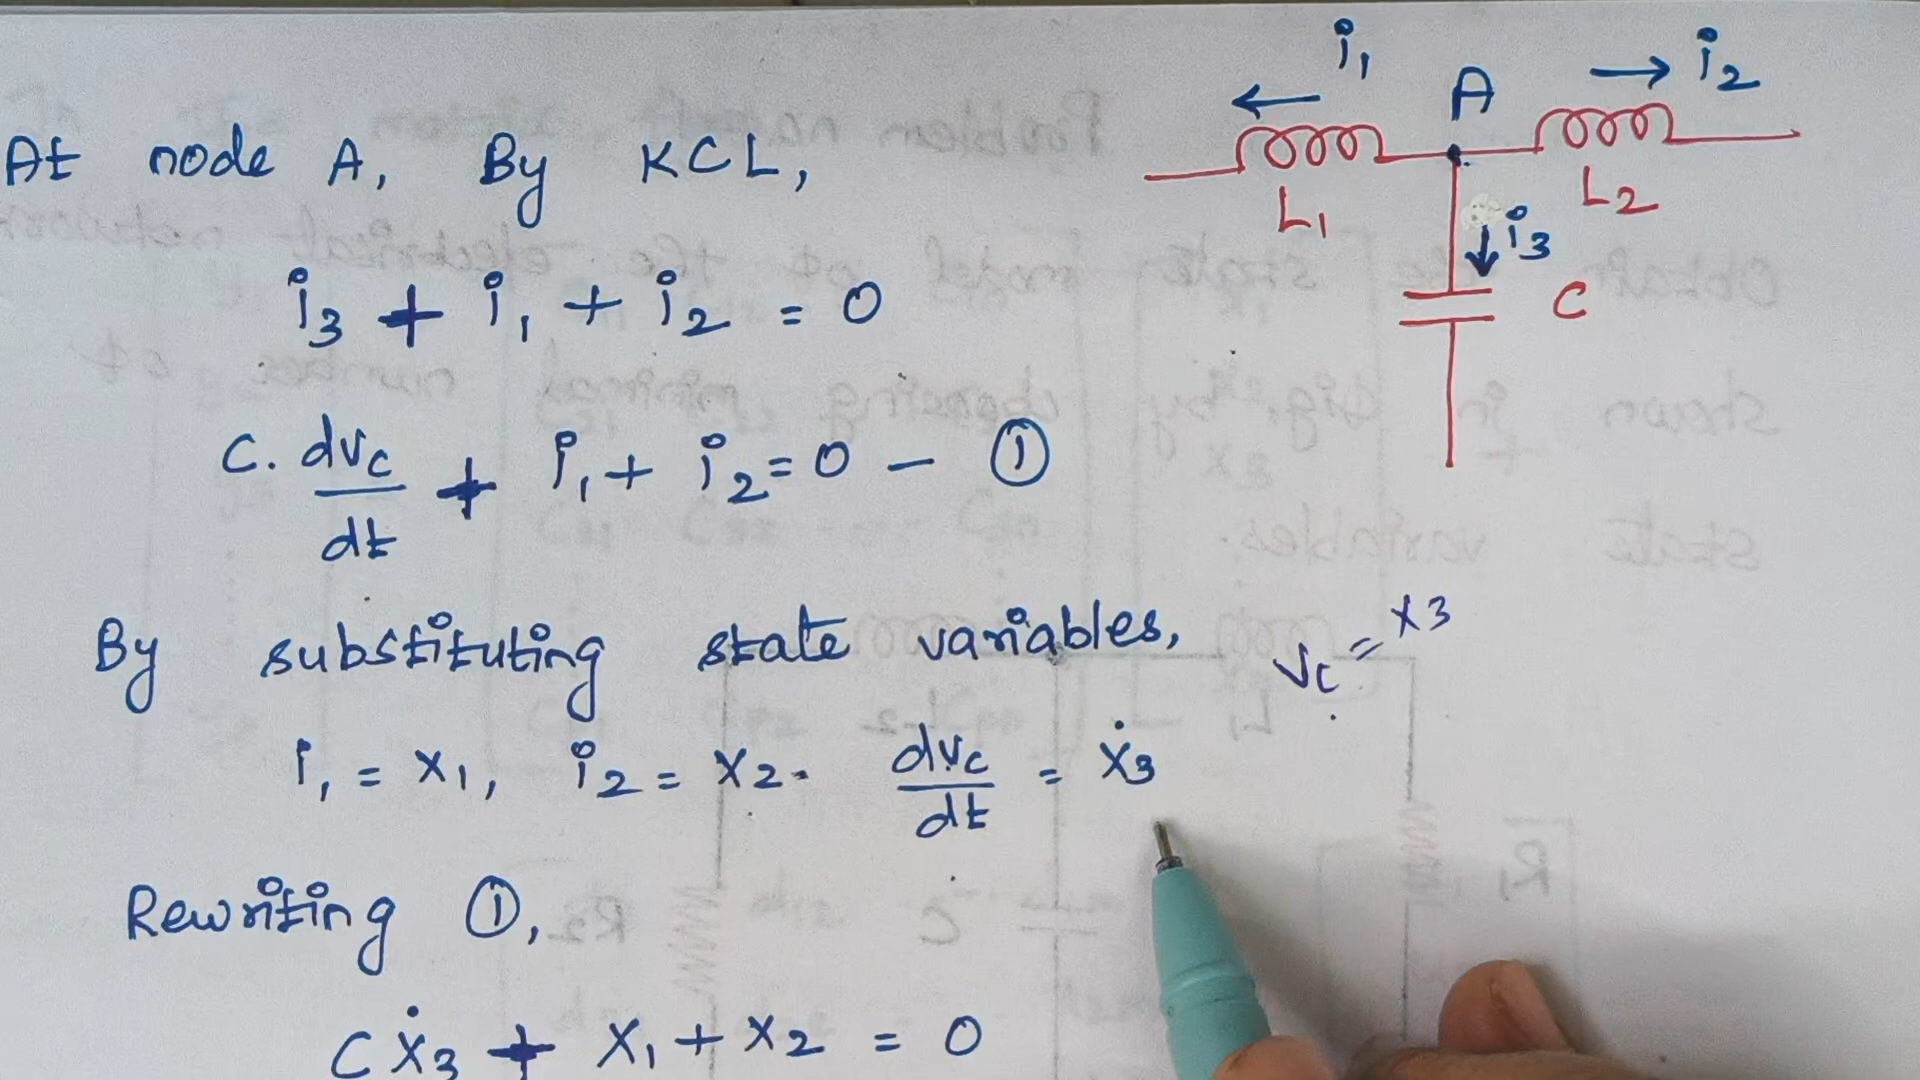 At node A, By KCL,
i₃ + i₁ + i₂ = 0
C. dvc/dt + i₁ + i₂ = 0 — ①
By substituting state variables, vc = x3
i₁ = x₁, i₂ = x₂. dvc/dt = ẋ₃
Rewriting ①,
Cẋ₃ + x₁ + x₂ = 0
i₁
A
i₂
L₁
L₂
i₃
C